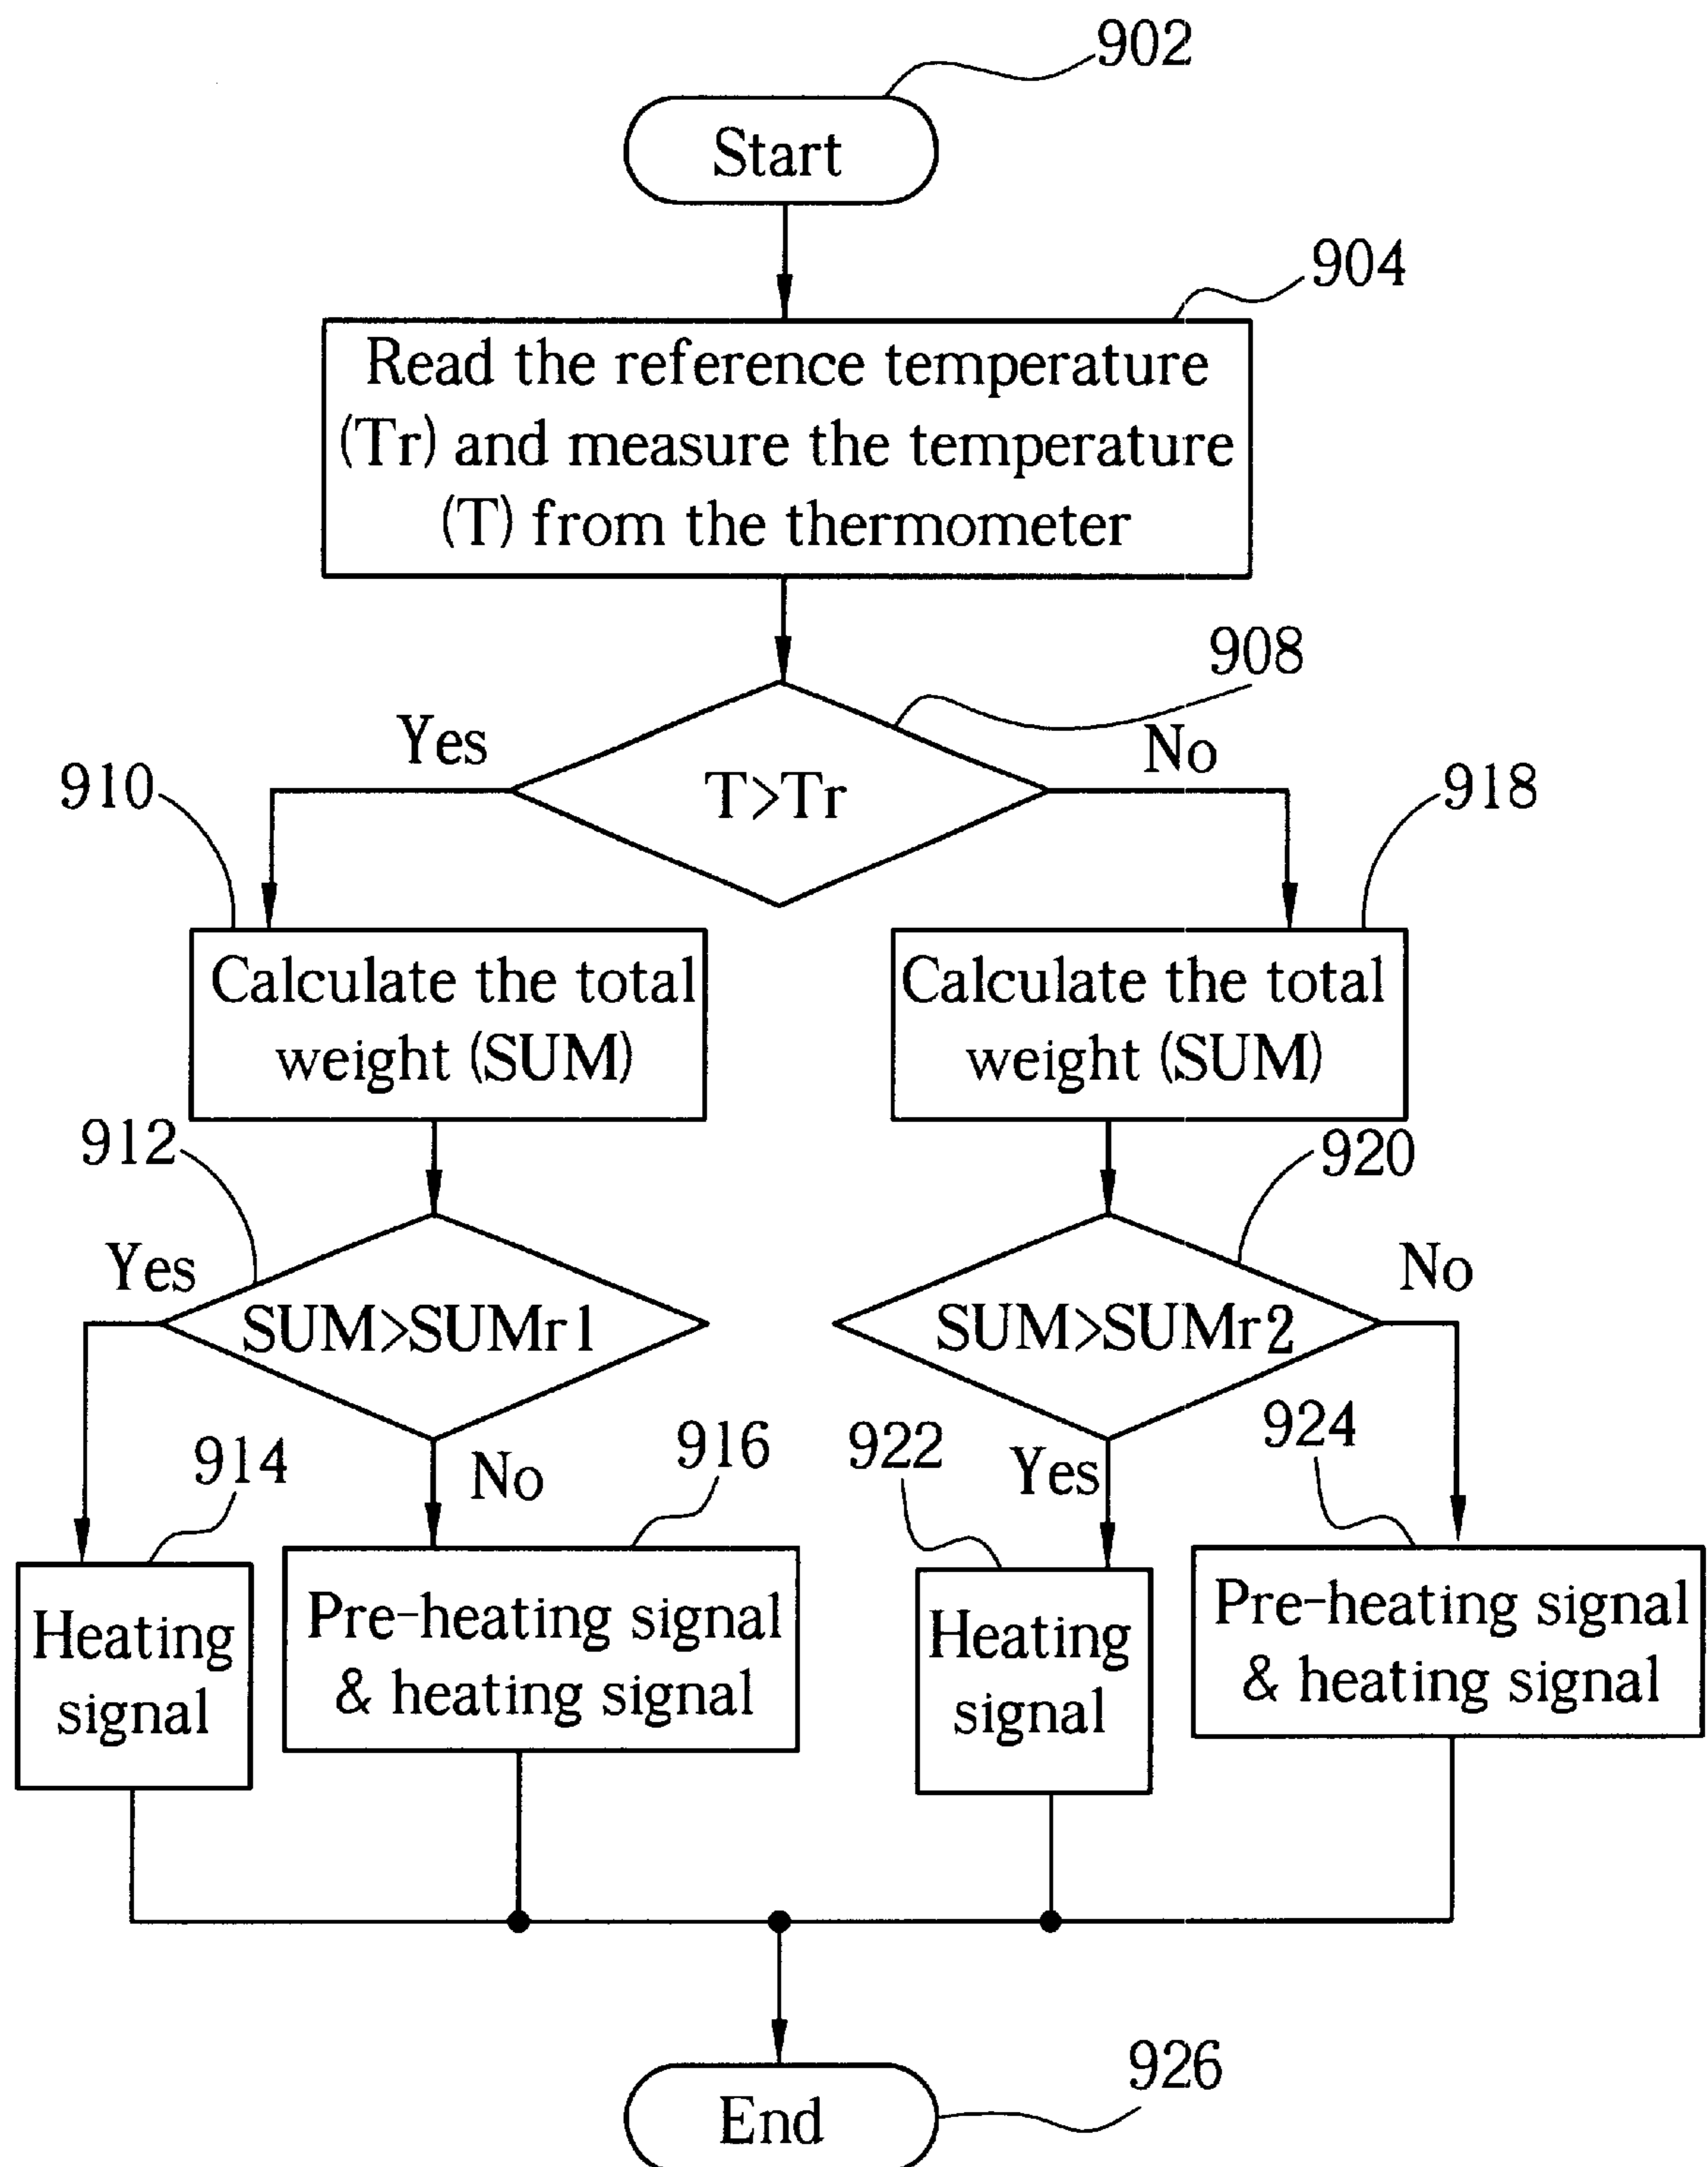 902
Start
904
Read the reference temperature
(Tr) and measure the temperature
(T) from the thermometer
908
Yes
No
T>Tr
910
918
Calculate the total
weight (SUM)
Calculate the total
weight (SUM)
912
920
Yes
No
SUM>SUMr1
SUM>SUMr2
914
No
916
922
Yes
924
Heating
signal
Pre-heating signal
& heating signal
Heating
signal
Pre-heating signal
& heating signal
926
End